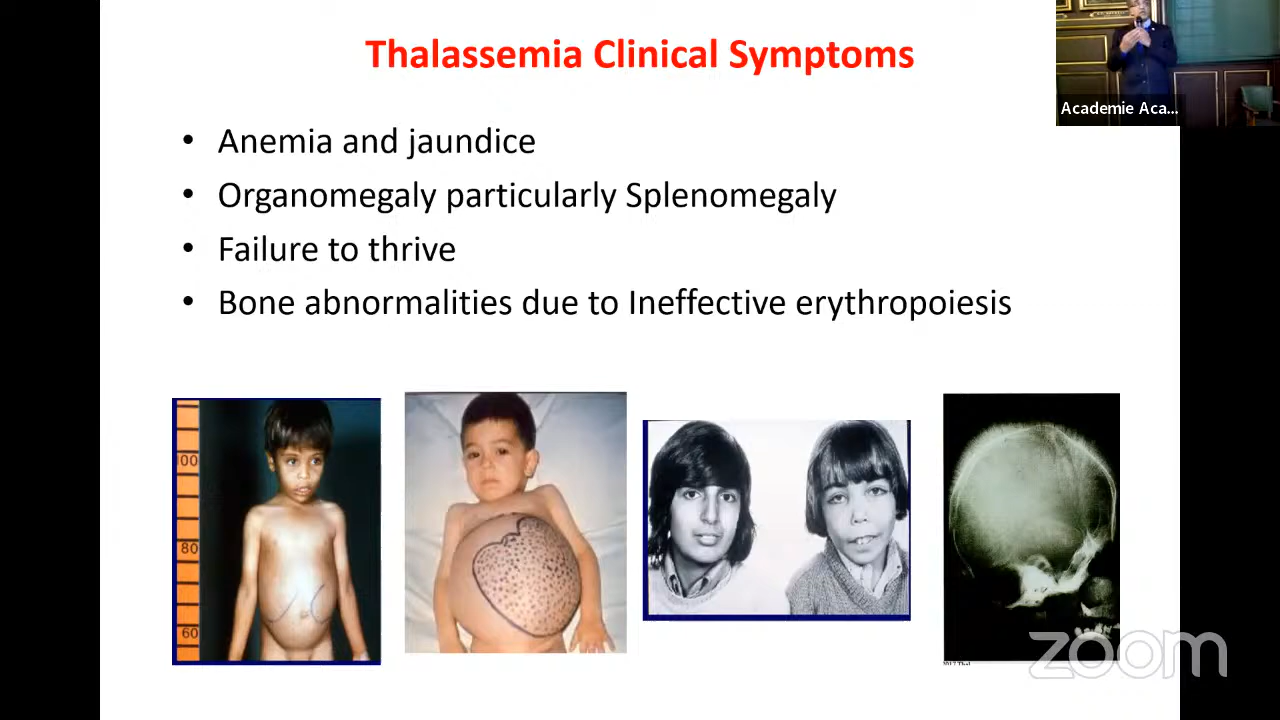 Thalassemia Clinical Symptoms
Academie Aca...
• Anemia and jaundice
• Organomegaly particularly Splenomegaly
• Failure to thrive
• Bone abnormalities due to Ineffective erythropoiesis
100
80
60
zoom